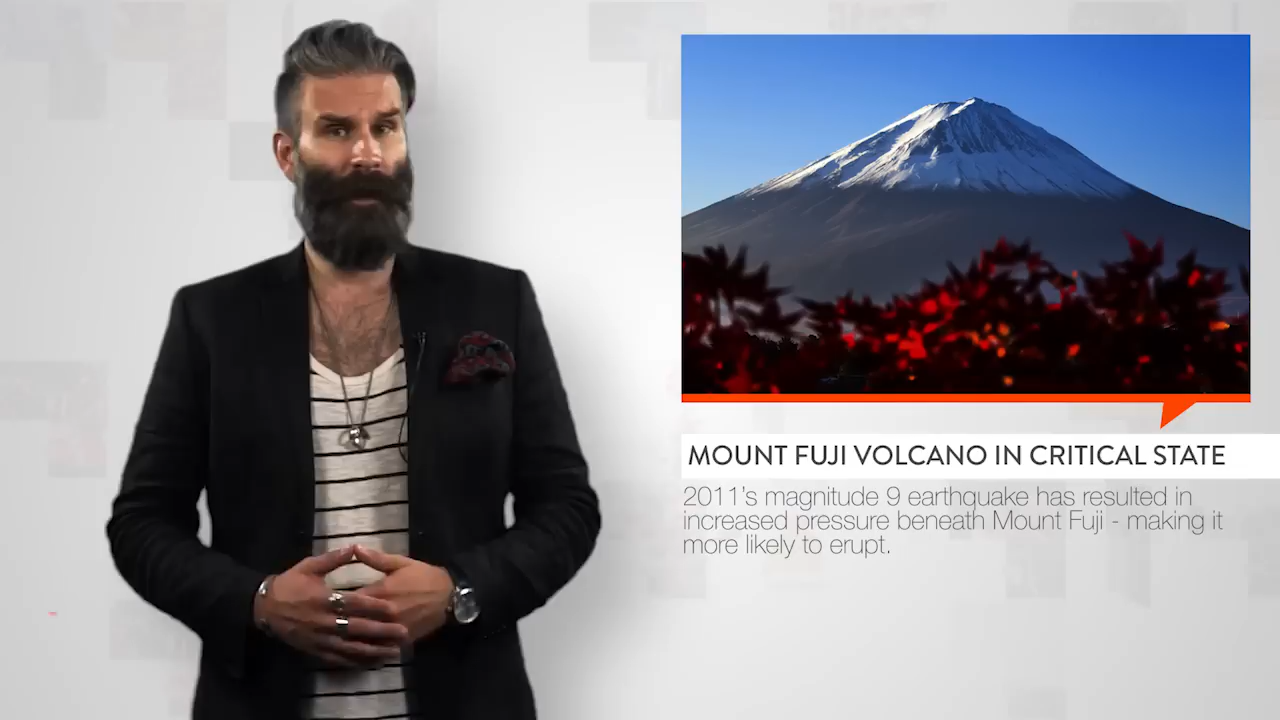 MOUNT FUJI VOLCANO IN CRITICAL STATE
2011's magnitude 9 earthquake has resulted in
increased pressure beneath Mount Fuji - making it
more likely to erupt.